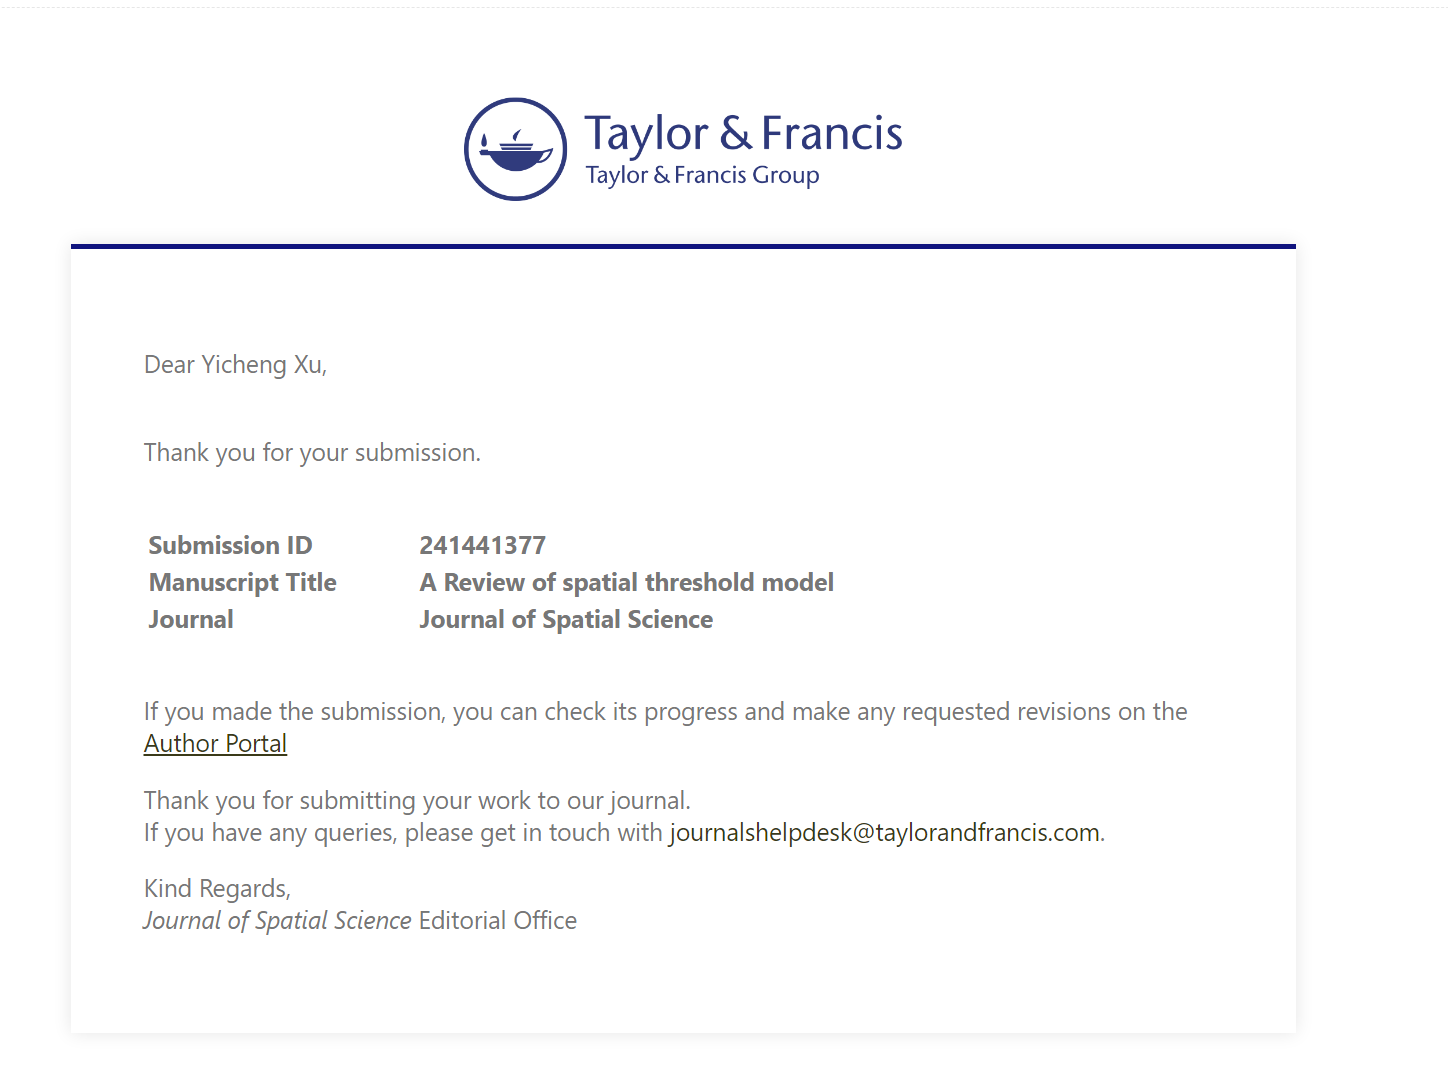 Taylor & Francis
Taylor & Francis Group
Dear Yicheng Xu,
Thank you for your submission.
Submission ID 241441377
Manuscript Title A Review of spatial threshold model
Journal Journal of Spatial Science
If you made the submission, you can check its progress and make any requested revisions on the
Author Portal
Thank you for submitting your work to our journal.
If you have any queries, please get in touch with journalshelpdesk@taylorandfrancis.com.
Kind Regards,
Journal of Spatial Science Editorial Office